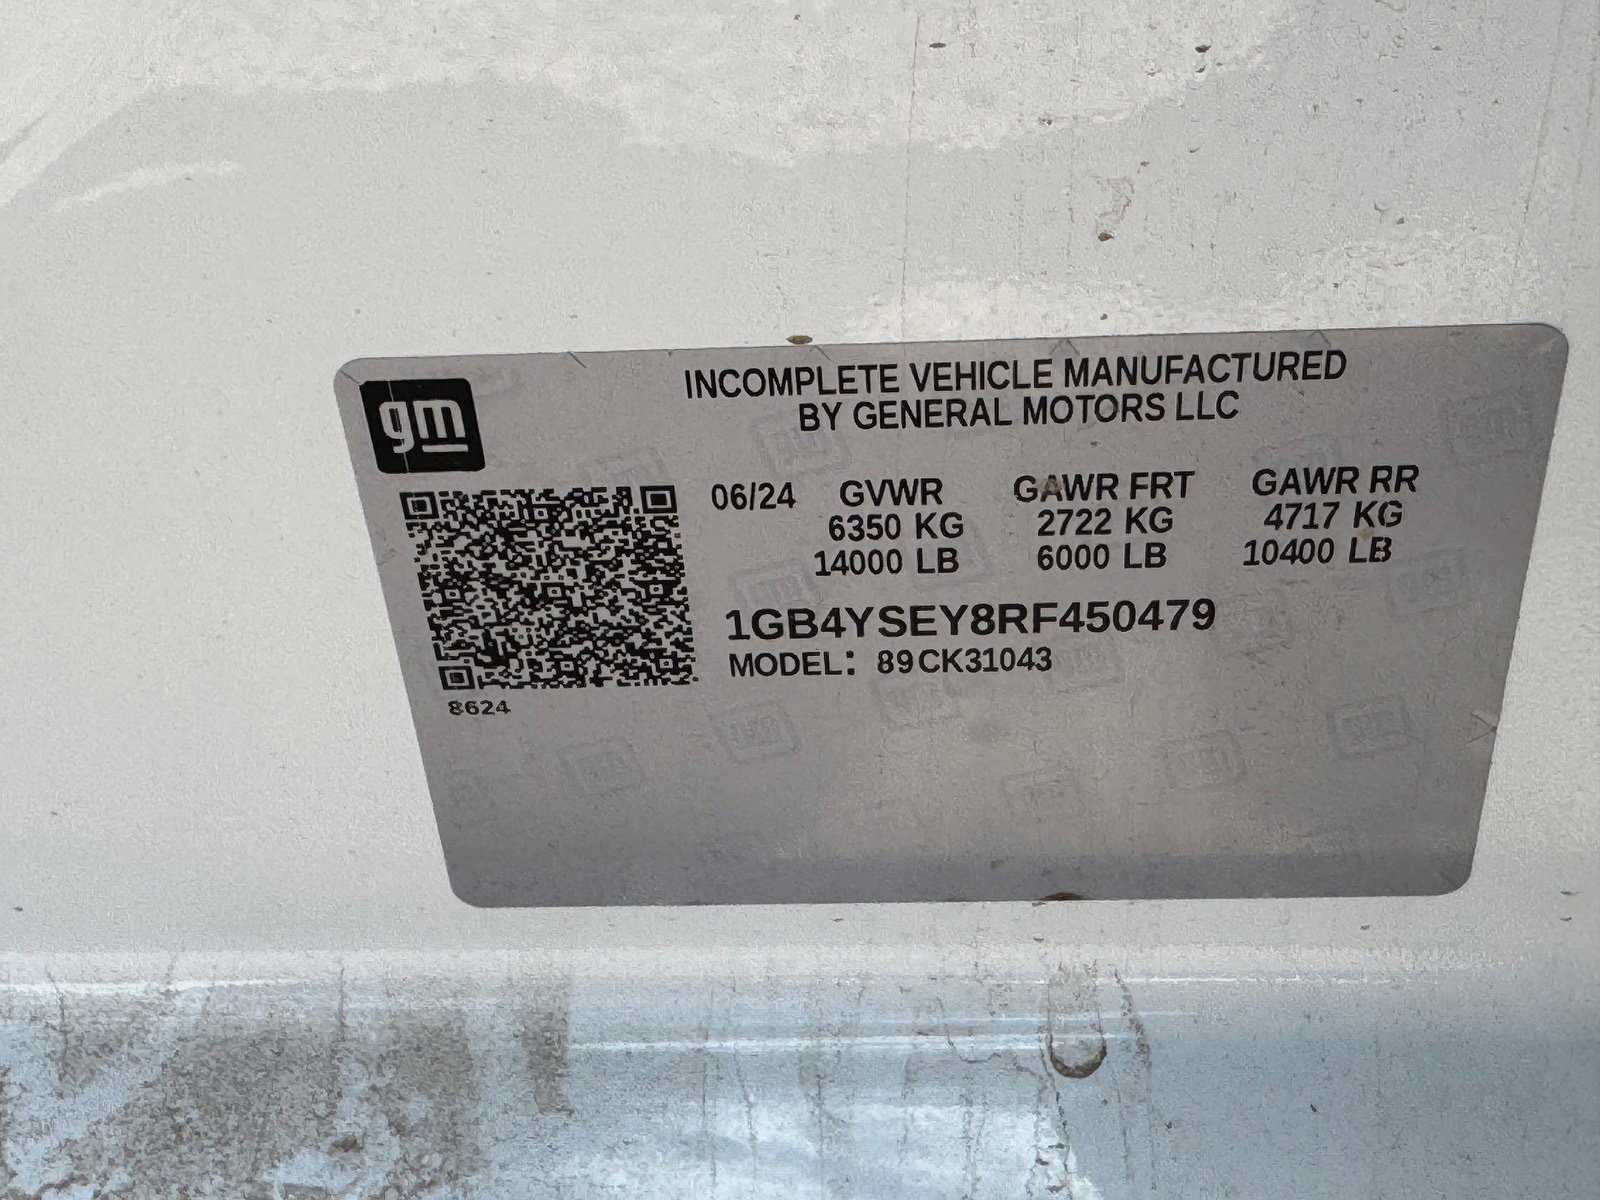 gm
INCOMPLETE VEHICLE MANUFACTURED
BY GENERAL MOTORS LLC
06/24 GVWR GAWR FRT GAWR RR
6350 KG 2722 KG 4717 KG
14000 LB 6000 LB 10400 LB
1GB4YSEY8RF450479
MODEL: 89CK31043
8624